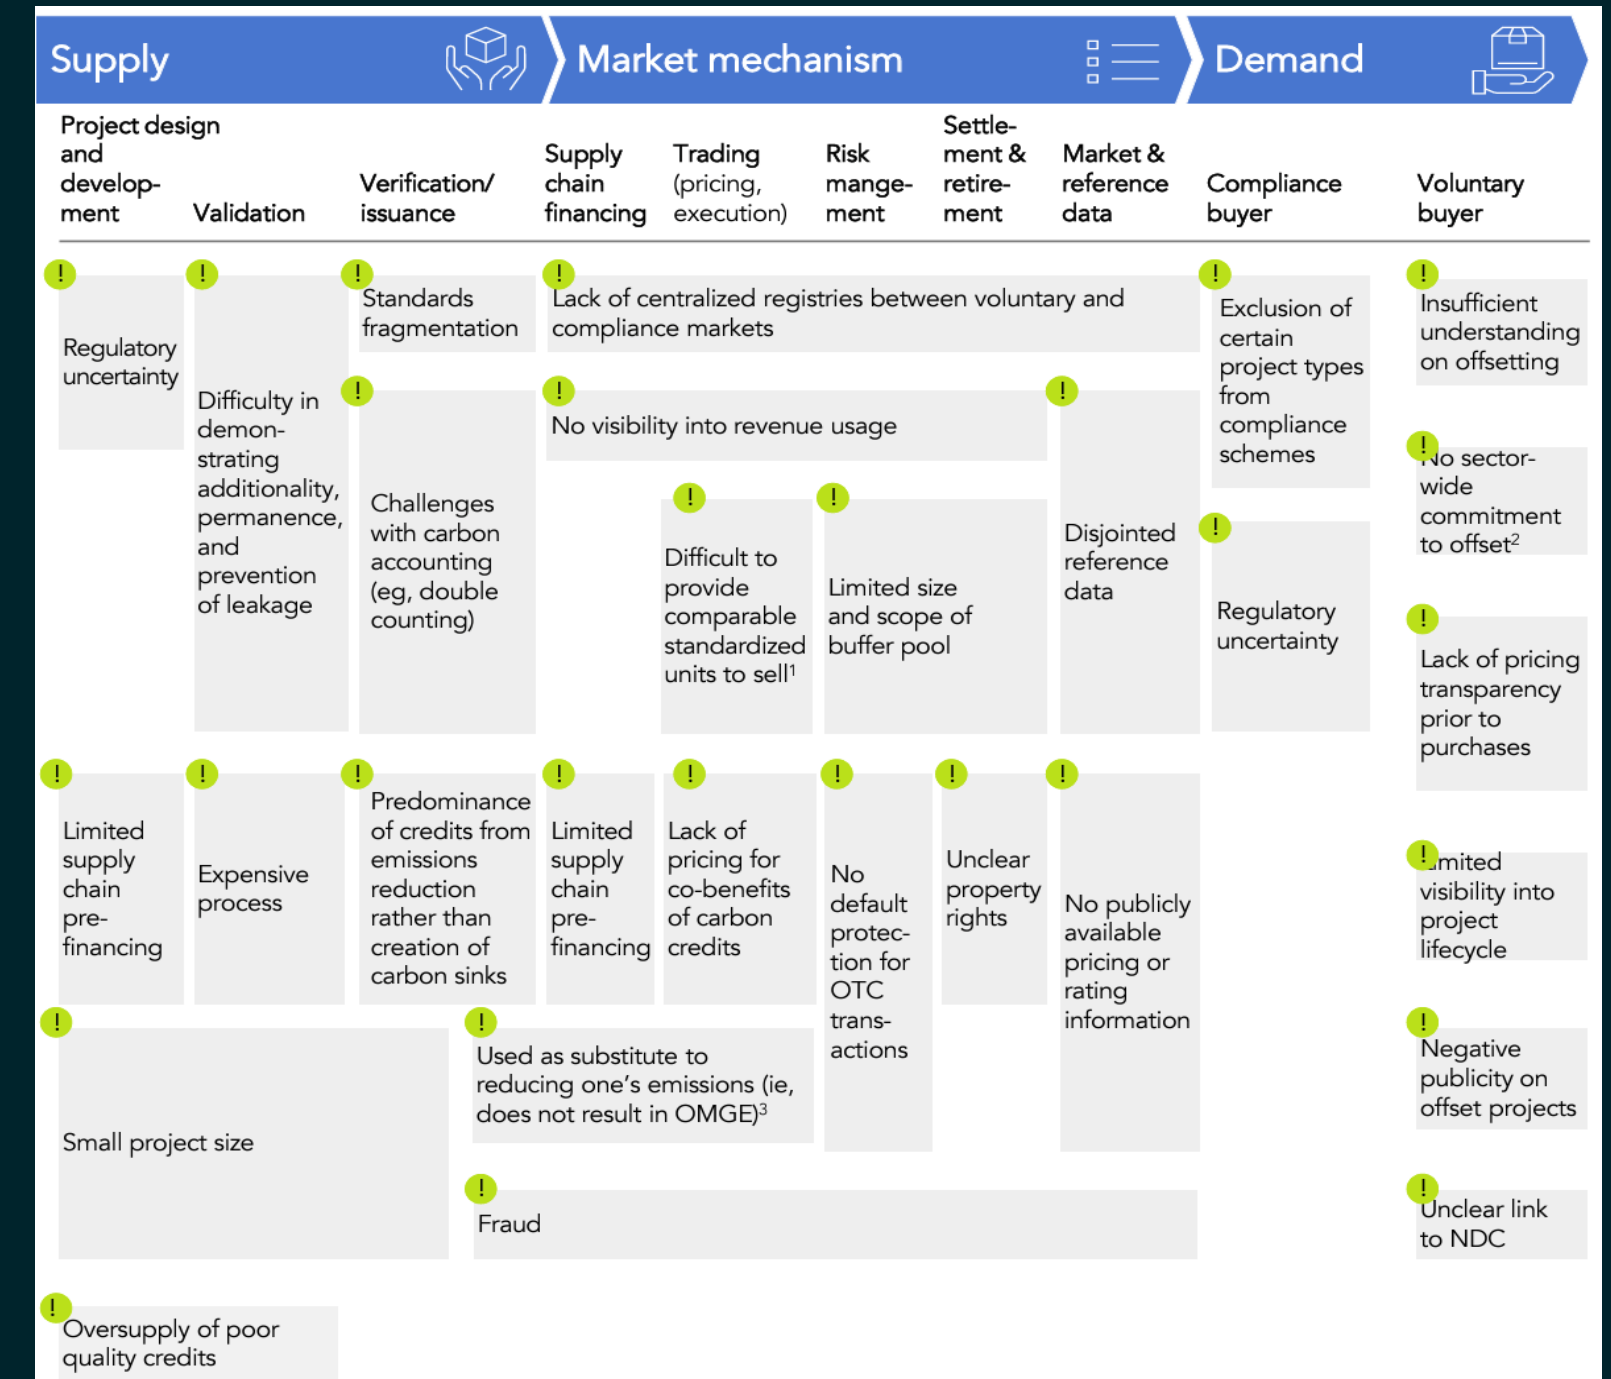 Supply
Market mechanism
Demand
Project design
and
develop-
ment
Validation
Verification/
issuance
Supply
chain
financing
Trading
(pricing,
execution)
Risk
mange-
ment
Settle-
ment &
retire-
ment
Market &
reference
data
Compliance
buyer
Voluntary
buyer
!
Regulatory
uncertainty
!
Difficulty in
demon-
strating
additionality,
permanence,
and
prevention
of leakage
!
Standards
fragmentation
!
Lack of centralized registries between voluntary and
compliance markets
!
Exclusion of
certain
project types
from
compliance
schemes
!
Insufficient
understanding
on offsetting
!
Challenges
with carbon
accounting
(eg, double
counting)
!
No visibility into revenue usage
!
Disjointed
reference
data
!
No sector-
wide
commitment
to offset²
!
Difficult to
provide
comparable
standardized
units to sell¹
!
Limited size
and scope of
buffer pool
!
Regulatory
uncertainty
!
Lack of pricing
transparency
prior to
purchases
!
Limited
supply
chain
pre-
financing
!
Expensive
process
!
Predominance
of credits from
emissions
reduction
rather than
creation of
carbon sinks
!
Limited
supply
chain
pre-
financing
!
Lack of
pricing for
co-benefits
of carbon
credits
!
No
default
protec-
tion for
OTC
trans-
actions
!
Unclear
property
rights
!
No publicly
available
pricing or
rating
information
!
Limited
visibility into
project
lifecycle
!
Small project size
!
Used as substitute to
reducing one's emissions (ie,
does not result in OMGE)³
!
Negative
publicity on
offset projects
!
Fraud
!
Unclear link
to NDC
!
Oversupply of poor
quality credits